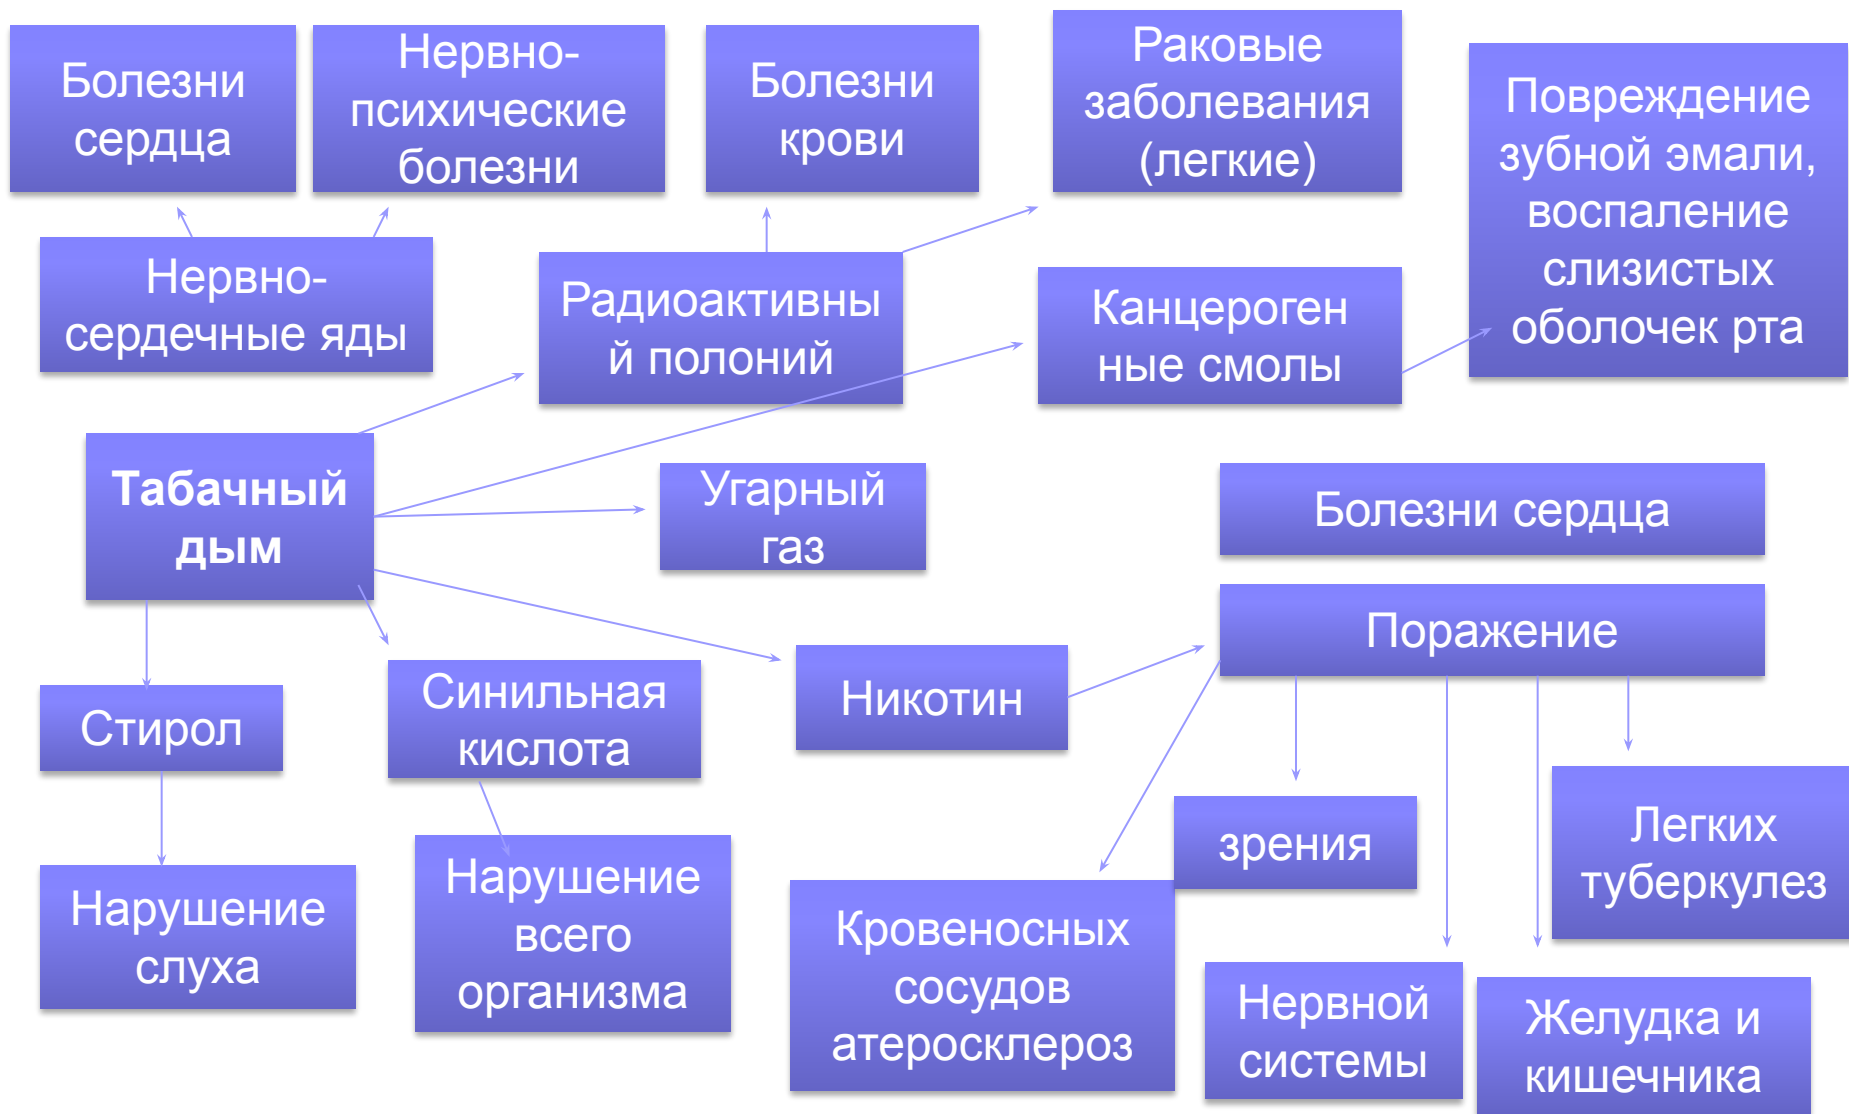 Болезни
сердца
Нервно-
психические
болезни
Болезни
крови
Раковые
заболевания
(легкие)
Повреждение
зубной эмали,
воспаление
слизистых
оболочек рта
Нервно-
сердечные яды
Радиоактивны
й полоний
Канцероген
ные смолы
Табачный
дым
Угарный
газ
Болезни сердца
Поражение
Никотин
Синильная
кислота
Стирол
зрения
Легких
туберкулез
Нарушение
слуха
Нарушение
всего
организма
Кровеносных
сосудов
атеросклероз
Нервной
системы
Желудка и
кишечника